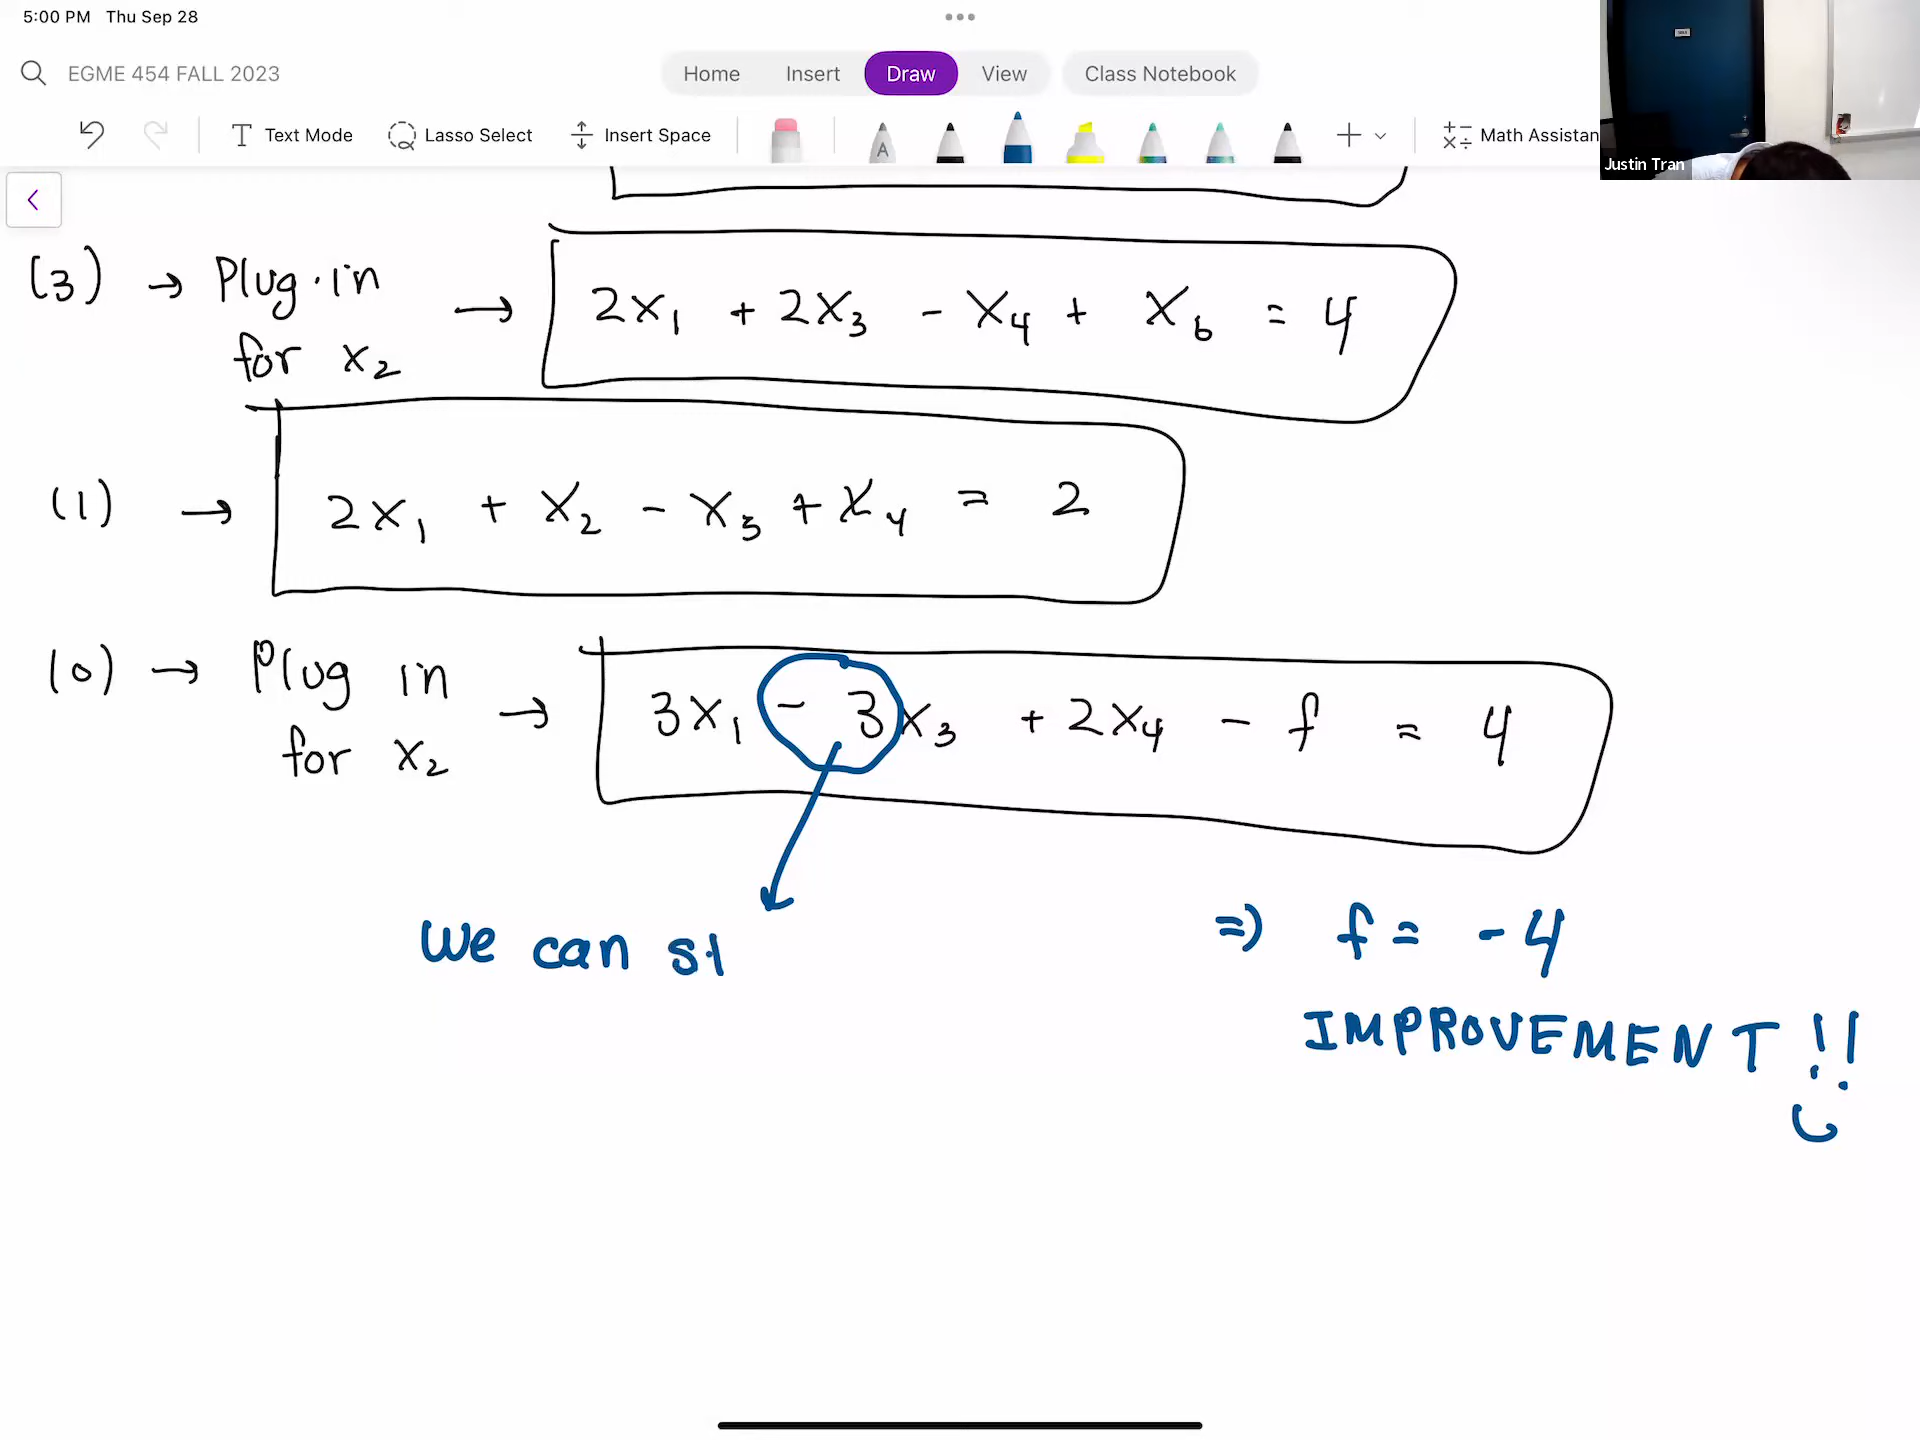 5:00 PM Thu Sep 28
EGME 454 FALL 2023
Home Insert Draw View Class Notebook
Text Mode Lasso Select Insert Space A Math Assistan
Justin Tran
(3) → Plug-in for x₂ → 2x₁ + 2x₃ - x₄ + x₆ = 4
(1) → 2x₁ + x₂ - x₃ + x₄ = 2
(0) → Plug in for x₂ → 3x₁ - 3x₃ + 2x₄ - f = 4
we can st
⇒ f = -4
IMPROVEMENT!!